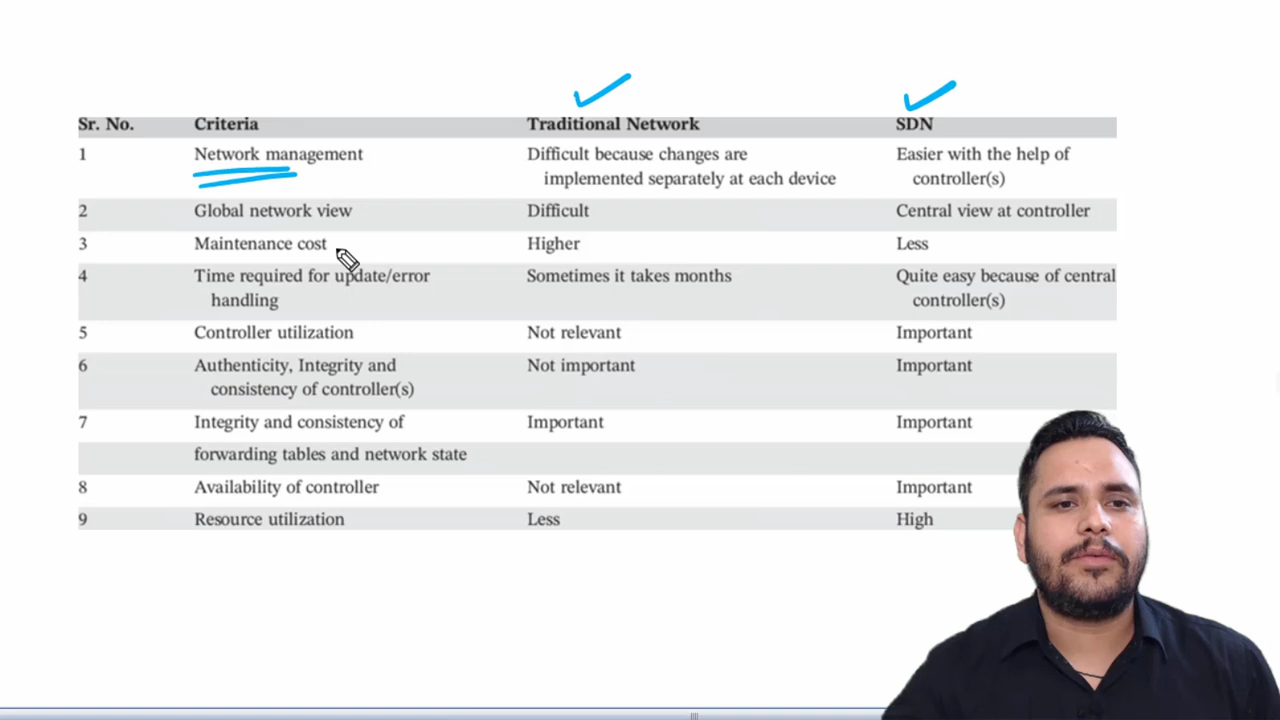 Sr. No. Criteria Traditional Network SDN
1 Network management Difficult because changes are Easier with the help of
implemented separately at each device controller(s)
2 Global network view Difficult Central view at controller
3 Maintenance cost Higher Less
4 Time required for update/error Sometimes it takes months Quite easy because of central
handling controller(s)
5 Controller utilization Not relevant Important
6 Authenticity, Integrity and Not important Important
consistency of controller(s)
7 Integrity and consistency of Important Important
forwarding tables and network state
8 Availability of controller Not relevant Important
9 Resource utilization Less High